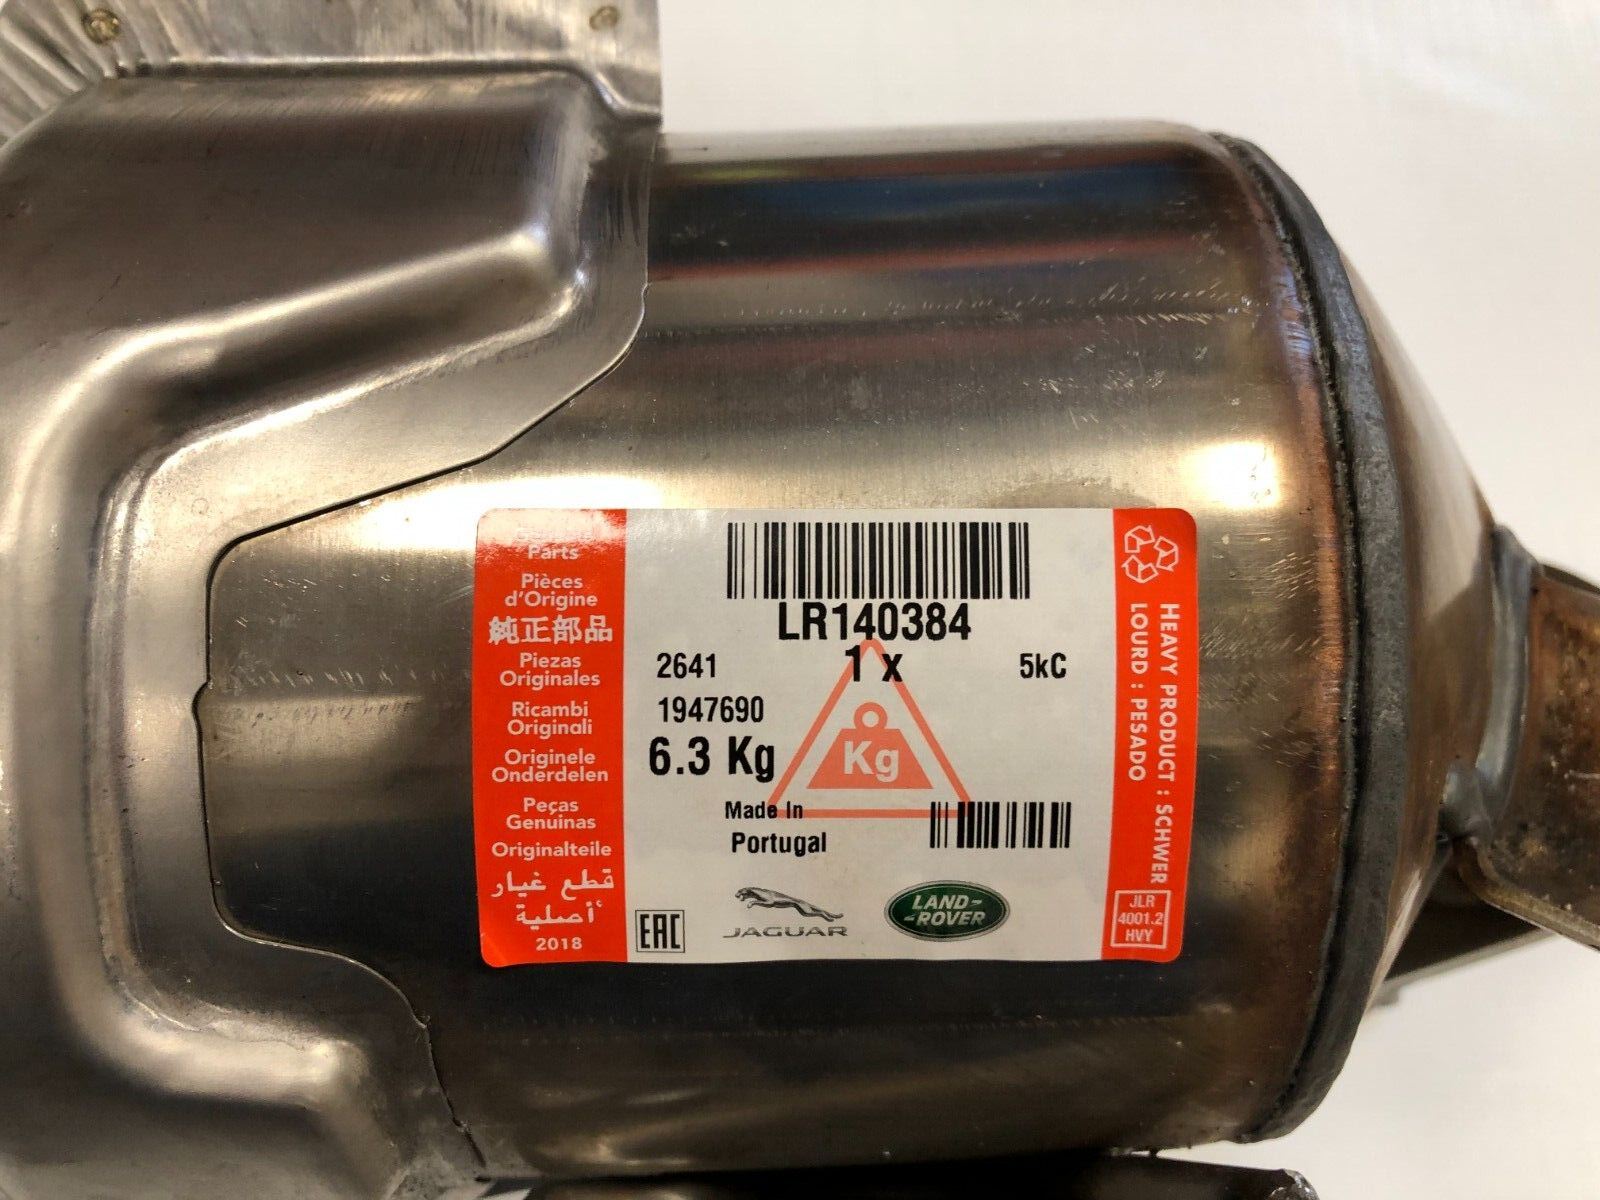 Parts
Pièces
d'Origine
純正部品
Piezas
Originales
Ricambi
Originali
Originele
Onderdelen
Peças
Genuinas
Originalteile
قطع غيار
أصلية
2018
LR140384
2641
1 x
5kC
1947690
6.3 Kg
Kg
Made In
Portugal
EAC
JAGUAR
LAND-
-ROVER
HEAVY PRODUCT : SCHWER
LOURD : PESADO
JLR
4001.2
HVY